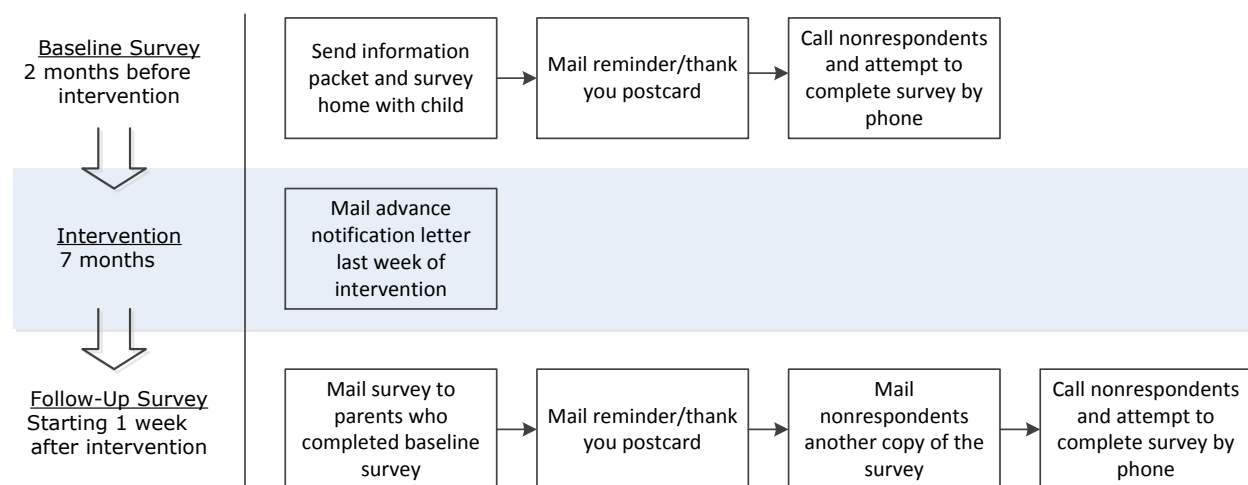 Baseline Survey
2 months before
intervention
Send information
packet and survey
home with child
Mail reminder/thank
you postcard
Call nonrespondents
and attempt to
complete survey by
phone
Intervention
7 months
Mail advance
notification letter
last week of
intervention
Follow-Up Survey
Starting 1 week
after intervention
Mail survey to
parents who
completed baseline
survey
Mail reminder/thank
you postcard
Mail
nonrespondents
another copy of the
survey
Call nonrespondents
and attempt to
complete survey by
phone